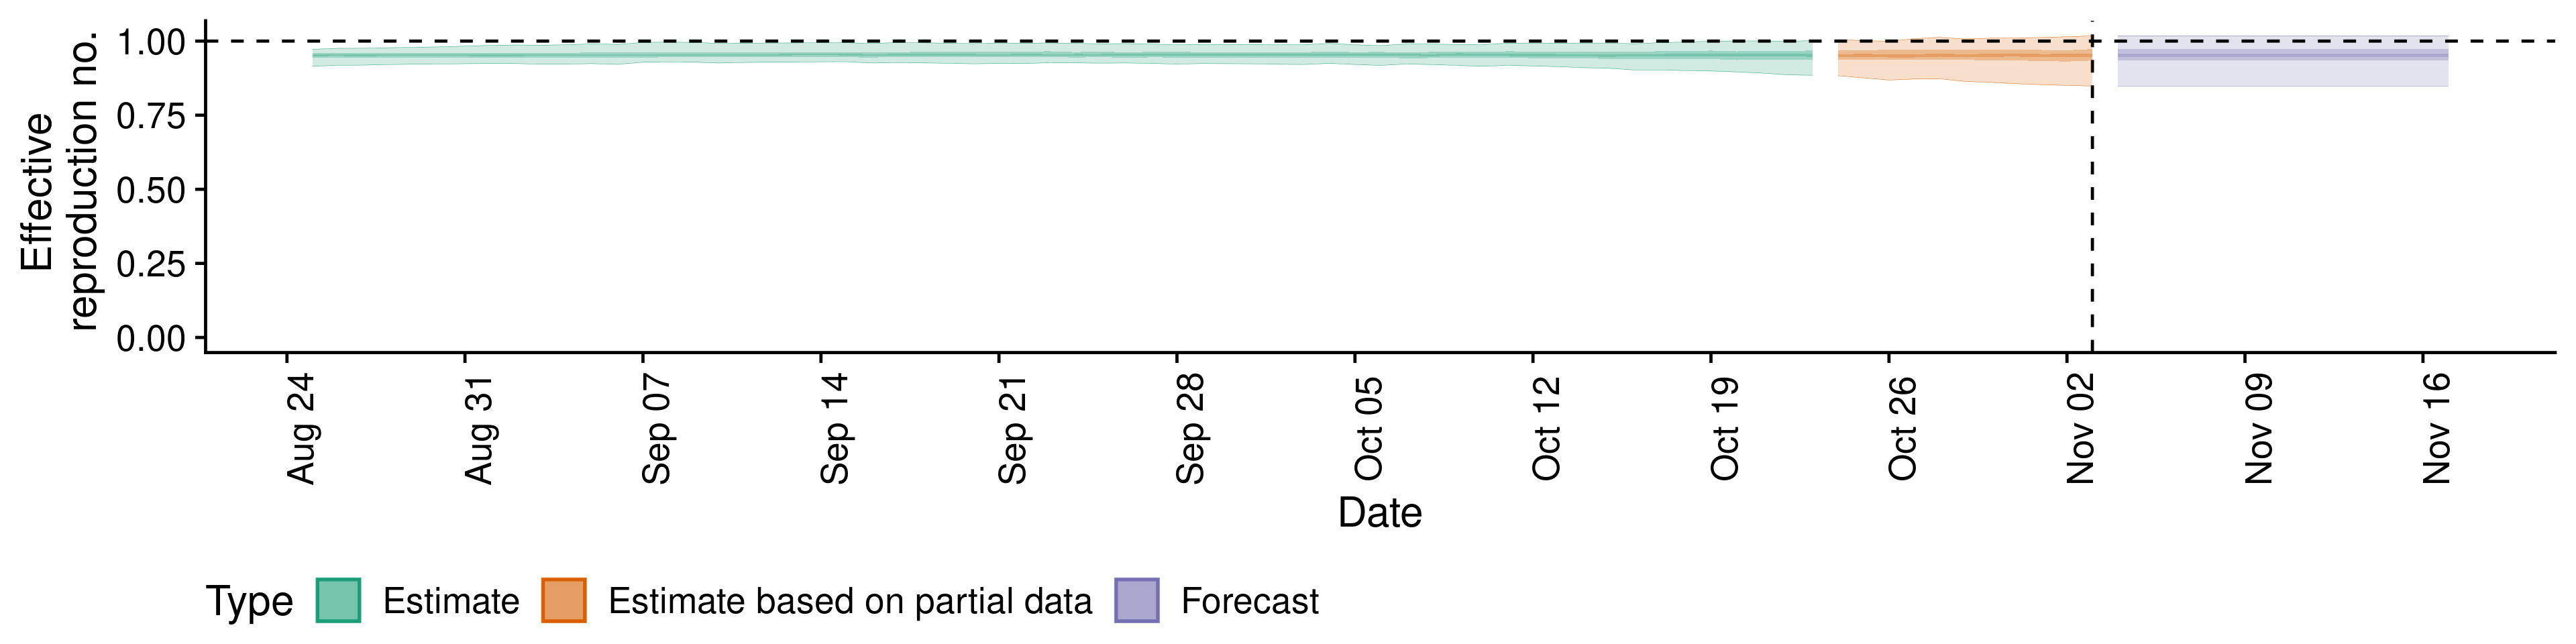 Effective
reproduction no.
1.00
0.75
0.50
0.25
0.00
Aug 24
Aug 31
Sep 07
Sep 14
Sep 21
Sep 28
Oct 05
Oct 12
Oct 19
Oct 26
Nov 02
Nov 09
Nov 16
Date
Type Estimate Estimate based on partial data Forecast